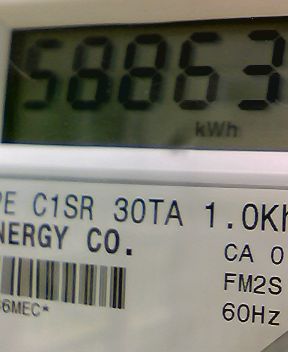 58863
kWh
PE C1SR 30TA 1.0Kh
NERGY CO.
CA 0
FM2S
60Hz
6MEC*